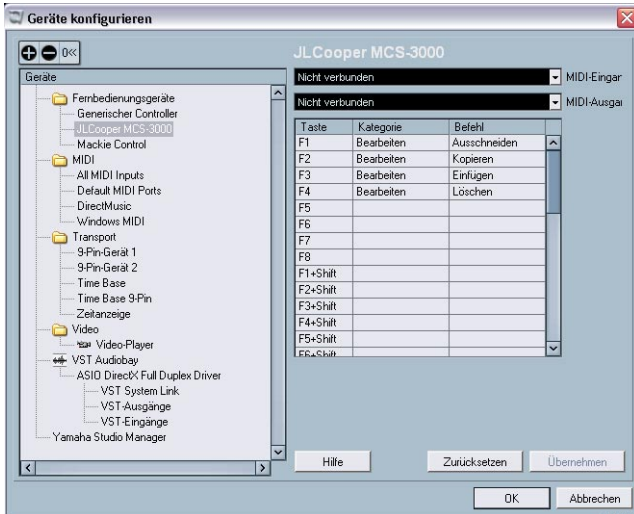 Geräte konfigurieren
0«
JLCooper MCS-3000
Geräte
Fernbedienungsgeräte
Generischer Controller
JLCooper MCS-3000
Mackie Control
MIDI
All MIDI Inputs
Default MIDI Ports
DirectMusic
Windows MIDI
Transport
9-Pin-Gerät 1
9-Pin-Gerät 2
Time Base
Time Base 9-Pin
Zeitanzeige
Video
Video-Player
VST Audiobay
ASIO DirectX Full Duplex Driver
VST System Link
VST-Ausgänge
VST-Eingänge
Yamaha Studio Manager
Nicht verbunden MIDI-Eingar
Nicht verbunden MIDI-Ausgar
Taste Kategorie Befehl
F1 Bearbeiten Ausschneiden
F2 Bearbeiten Kopieren
F3 Bearbeiten Einfügen
F4 Bearbeiten Löschen
F5
F6
F7
F8
F1+Shift
F2+Shift
F3+Shift
F4+Shift
F5+Shift
F6+Shift
Hilfe Zurücksetzen Übernehmen
OK Abbrechen